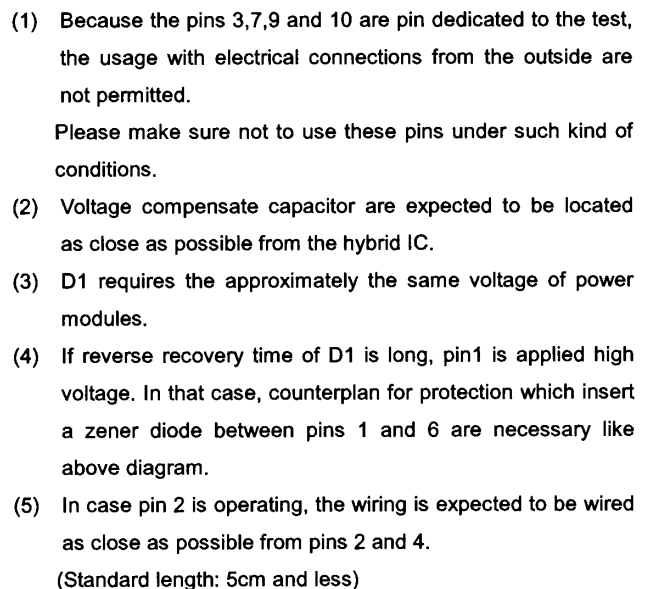 (1) Because the pins 3,7,9 and 10 are pin dedicated to the test,
the usage with electrical connections from the outside are
not permitted.
Please make sure not to use these pins under such kind of
conditions.
(2) Voltage compensate capacitor are expected to be located
as close as possible from the hybrid IC.
(3) D1 requires the approximately the same voltage of power
modules.
(4) If reverse recovery time of D1 is long, pin1 is applied high
voltage. In that case, counterplan for protection which insert
a zener diode between pins 1 and 6 are necessary like
above diagram.
(5) In case pin 2 is operating, the wiring is expected to be wired
as close as possible from pins 2 and 4.
(Standard length: 5cm and less)